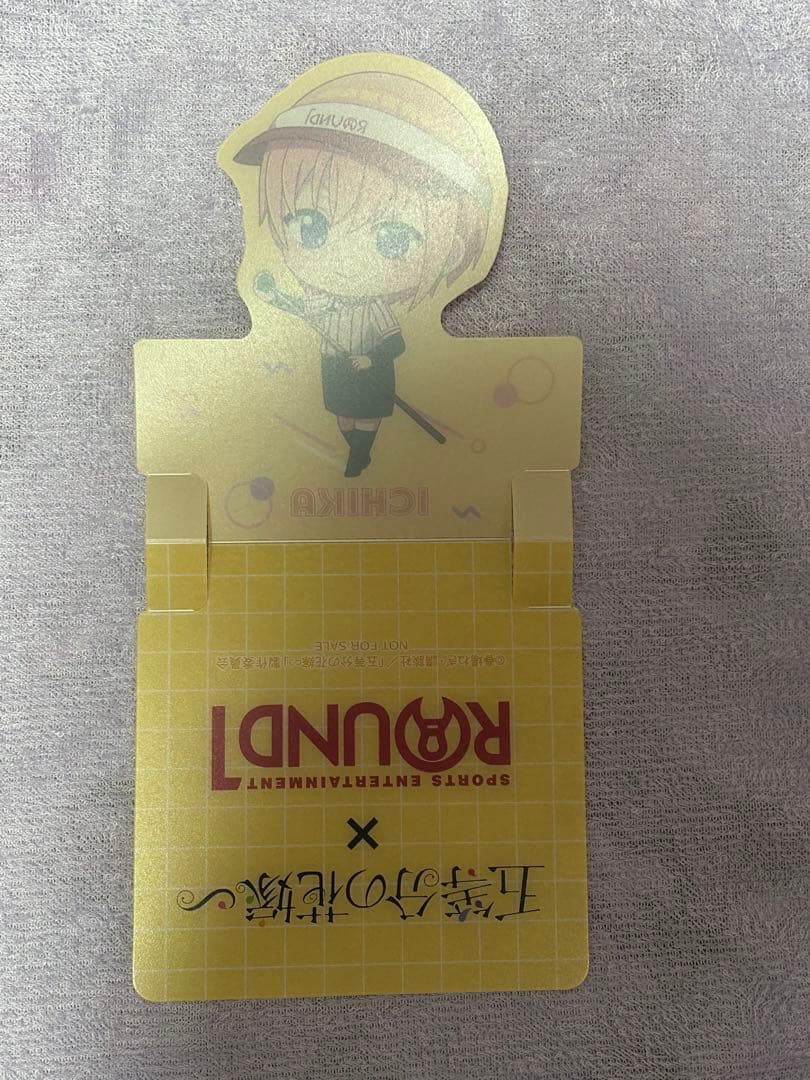 ROUND1
ICHIKA
五等分の花嫁∽
×
SPORTS ENTERTAINMENT
ROUND1
NOT FOR SALE
©春場ねぎ・講談社/「五等分の花嫁∽」製作委員会